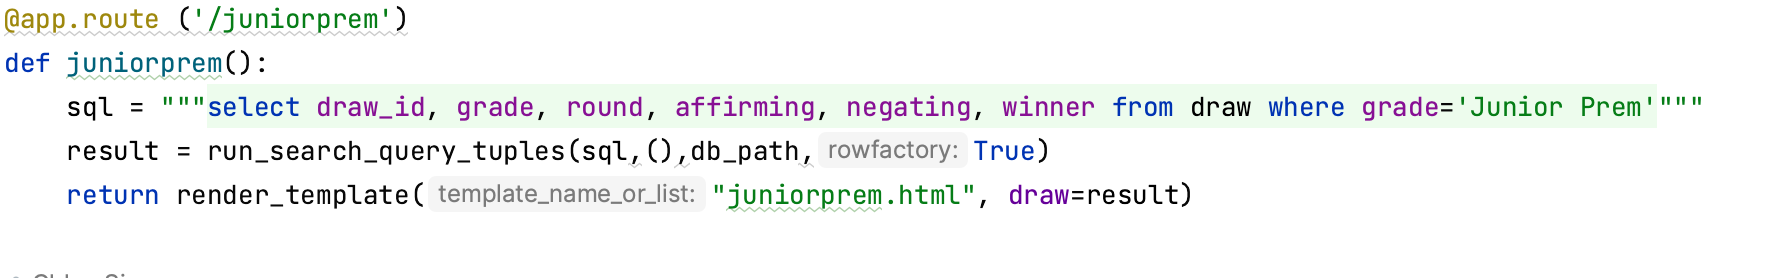 @app.route ('/juniorprem')
def juniorprem():
    sql = """select draw_id, grade, round, affirming, negating, winner from draw where grade='Junior Prem'"""
    result = run_search_query_tuples(sql,(),db_path, rowfactory: True)
    return render_template( template_name_or_list: "juniorprem.html", draw=result)